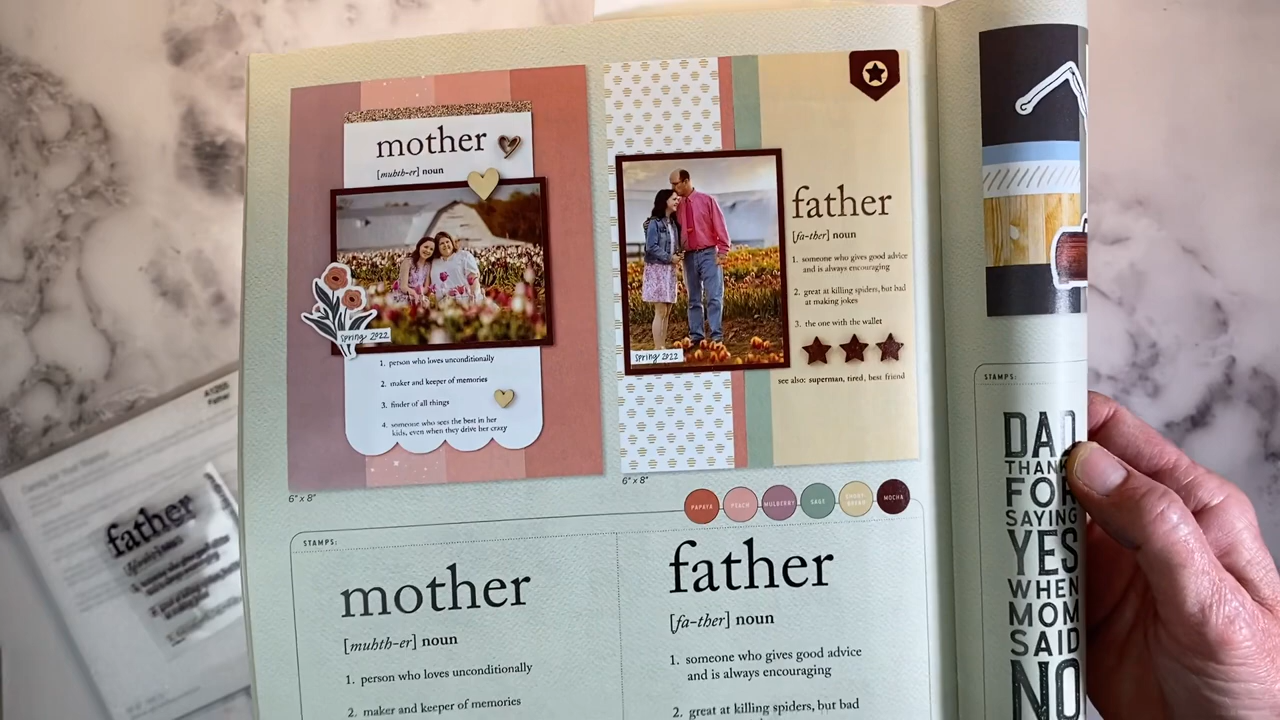 mother
[muhth-er] noun
spring 2022
1. person who loves unconditionally
2. maker and keeper of memories
3. finder of all things
4. someone who sees the best in her
kids, even when they drive her crazy
6" x 8"
father
[fa-ther] noun
1. someone who gives good advice
and is always encouraging
2. great at killing spiders, but bad
at making jokes
3. the one with the wallet
see also: superman, tired, best friend
spring 2022
6" x 8"
PAPAYA
PEACH
MULBERRY
SAGE
MOCHA
STAMPS:
mother
[muhth-er] noun
1. person who loves unconditionally
2. maker and keeper of memories
father
[fa-ther] noun
1. someone who gives good advice
and is always encouraging
2. great at killing spiders, but bad
STAMPS:
DAD
THANK
FOR
SAYING
YES
WHEN
MOM
SAID
NO
Father
father